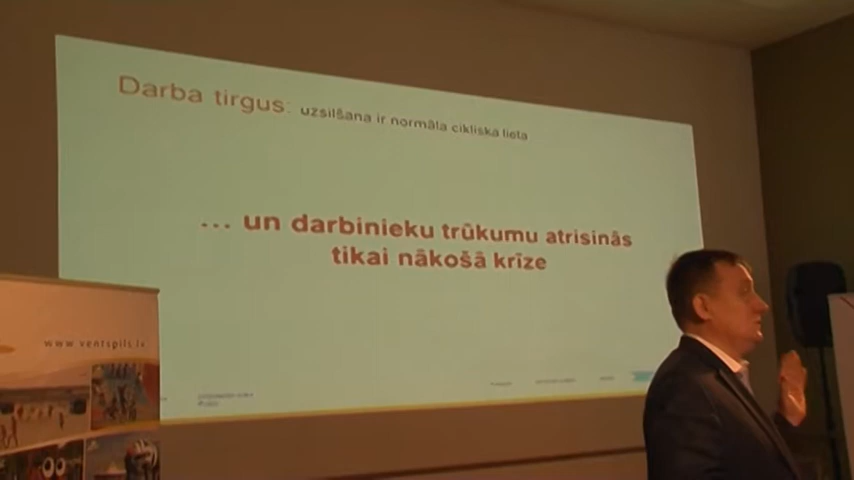 Darba tirgus: uzsilšana ir normāla cikliska lieta
... un darbinieku trūkumu atrisinās
tikai nākošā krīze
www.ventspils.lv